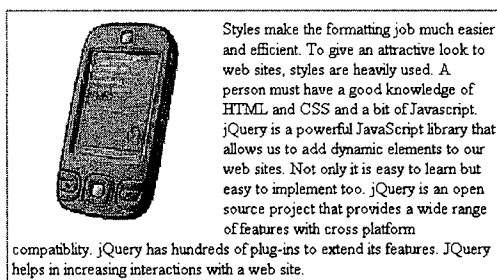 Styles make the formatting job much easier
and efficient. To give an attractive look to
web sites, styles are heavily used. A
person must have a good knowledge of
HTML and CSS and a bit of Javascript.
jQuery is a powerful JavaScript library that
allows us to add dynamic elements to our
web sites. Not only it is easy to learn but
easy to implement too. jQuery is an open
source project that provides a wide range
of features with cross platform
compatiblity. jQuery has hundreds of plug-ins to extend its features. JQuery
helps in increasing interactions with a web site.